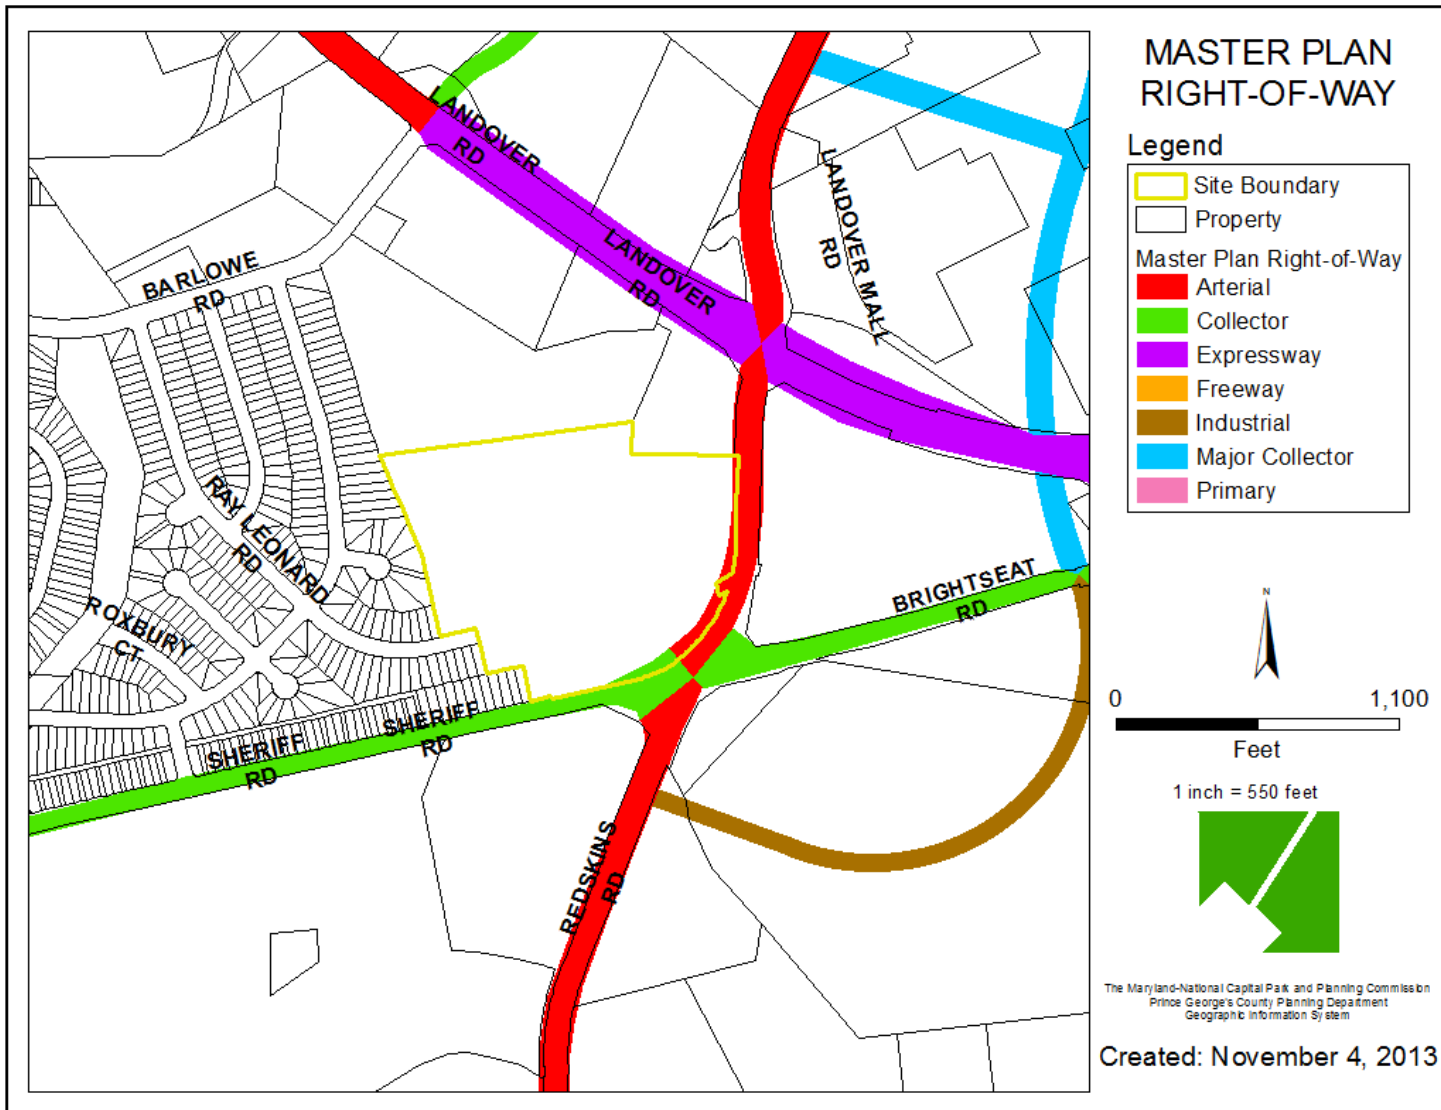 LANDOVER
RD
LANDOVER
RD
LANDOVER MALL
RD
BARLOWE
RD
RAY LEONARD
RD
ROXBURY
CT
BRIGHTSEAT
RD
SHERIFF
RD
SHERIFF
RD
REDSKINS
RD
MASTER PLAN
RIGHT-OF-WAY
Legend
Site Boundary
Property
Master Plan Right-of-Way
Arterial
Collector
Expressway
Freeway
Industrial
Major Collector
Primary
N
0 1,100
Feet
1 inch = 550 feet
The Maryland-National Capital Park and Planning Commission
Prince George's County Planning Department
Geographic Information System
Created: November 4, 2013